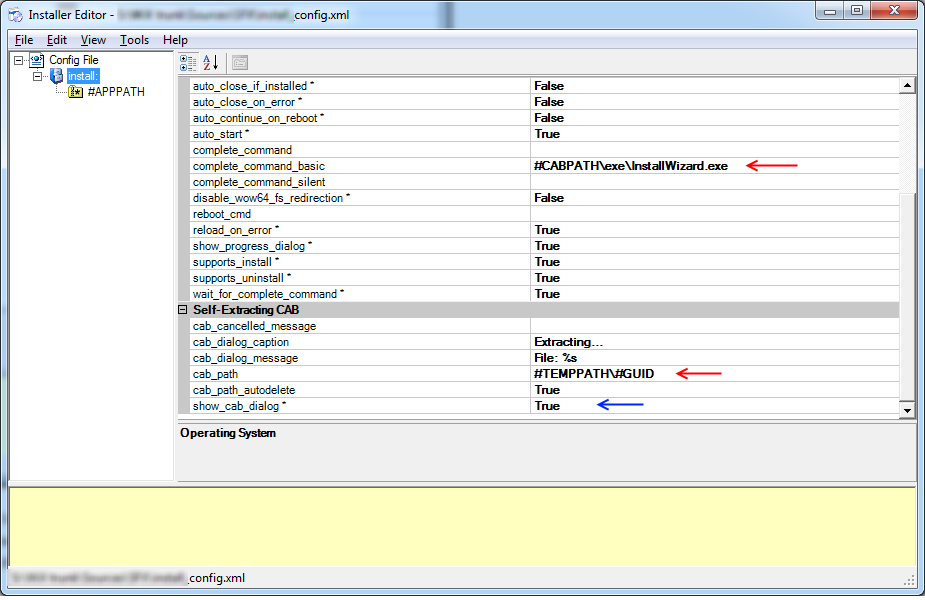 Installer Editor - _config.xml
File Edit View Tools Help
Config File
install:
#APPPATH
auto_close_if_installed * False
auto_close_on_error * False
auto_continue_on_reboot * False
auto_start * True
complete_command
complete_command_basic #CABPATH\exe\InstallWizard.exe
complete_command_silent
disable_wow64_fs_redirection * False
reboot_cmd
reload_on_error * True
show_progress_dialog * True
supports_install * True
supports_uninstall * True
wait_for_complete_command * True
Self-Extracting CAB
cab_cancelled_message
cab_dialog_caption Extracting...
cab_dialog_message File: %s
cab_path #TEMPPATH\#GUID
cab_path_autodelete True
show_cab_dialog * True
Operating System
_config.xml